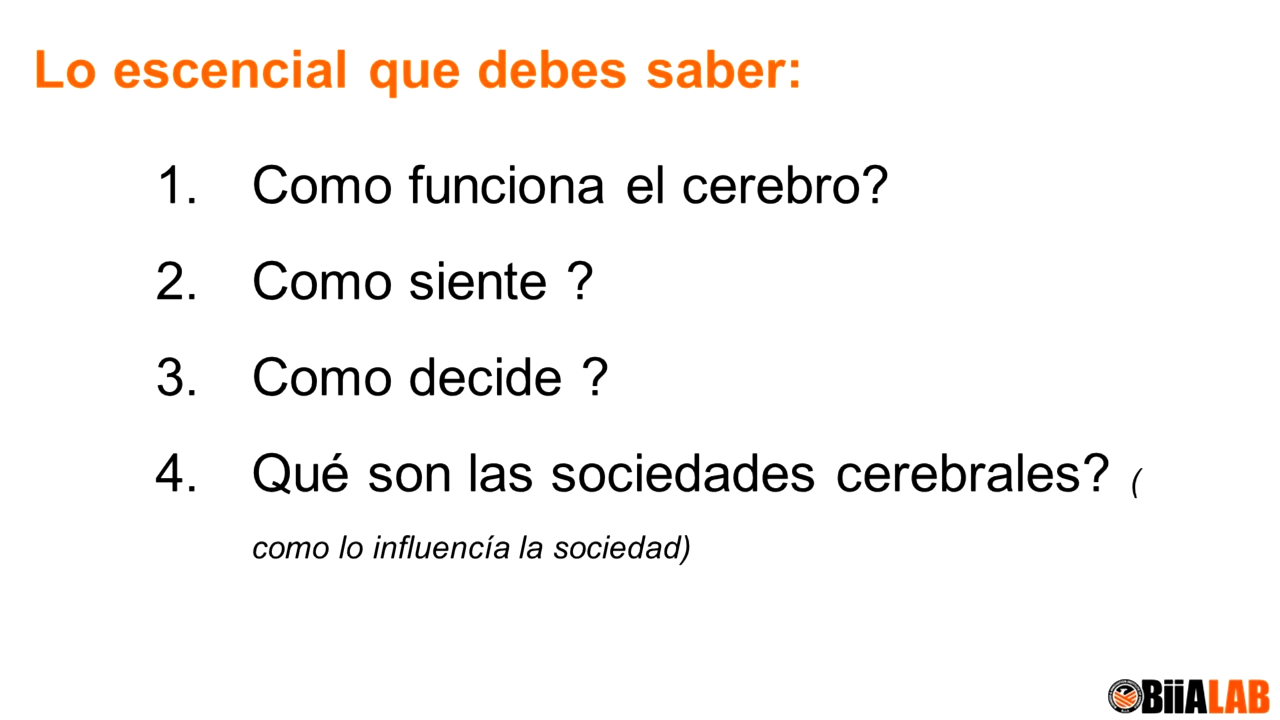 Lo escencial que debes saber:
1. Como funciona el cerebro?
2. Como siente ?
3. Como decide ?
4. Qué son las sociedades cerebrales? (
como lo influencía la sociedad)
BiiALAB